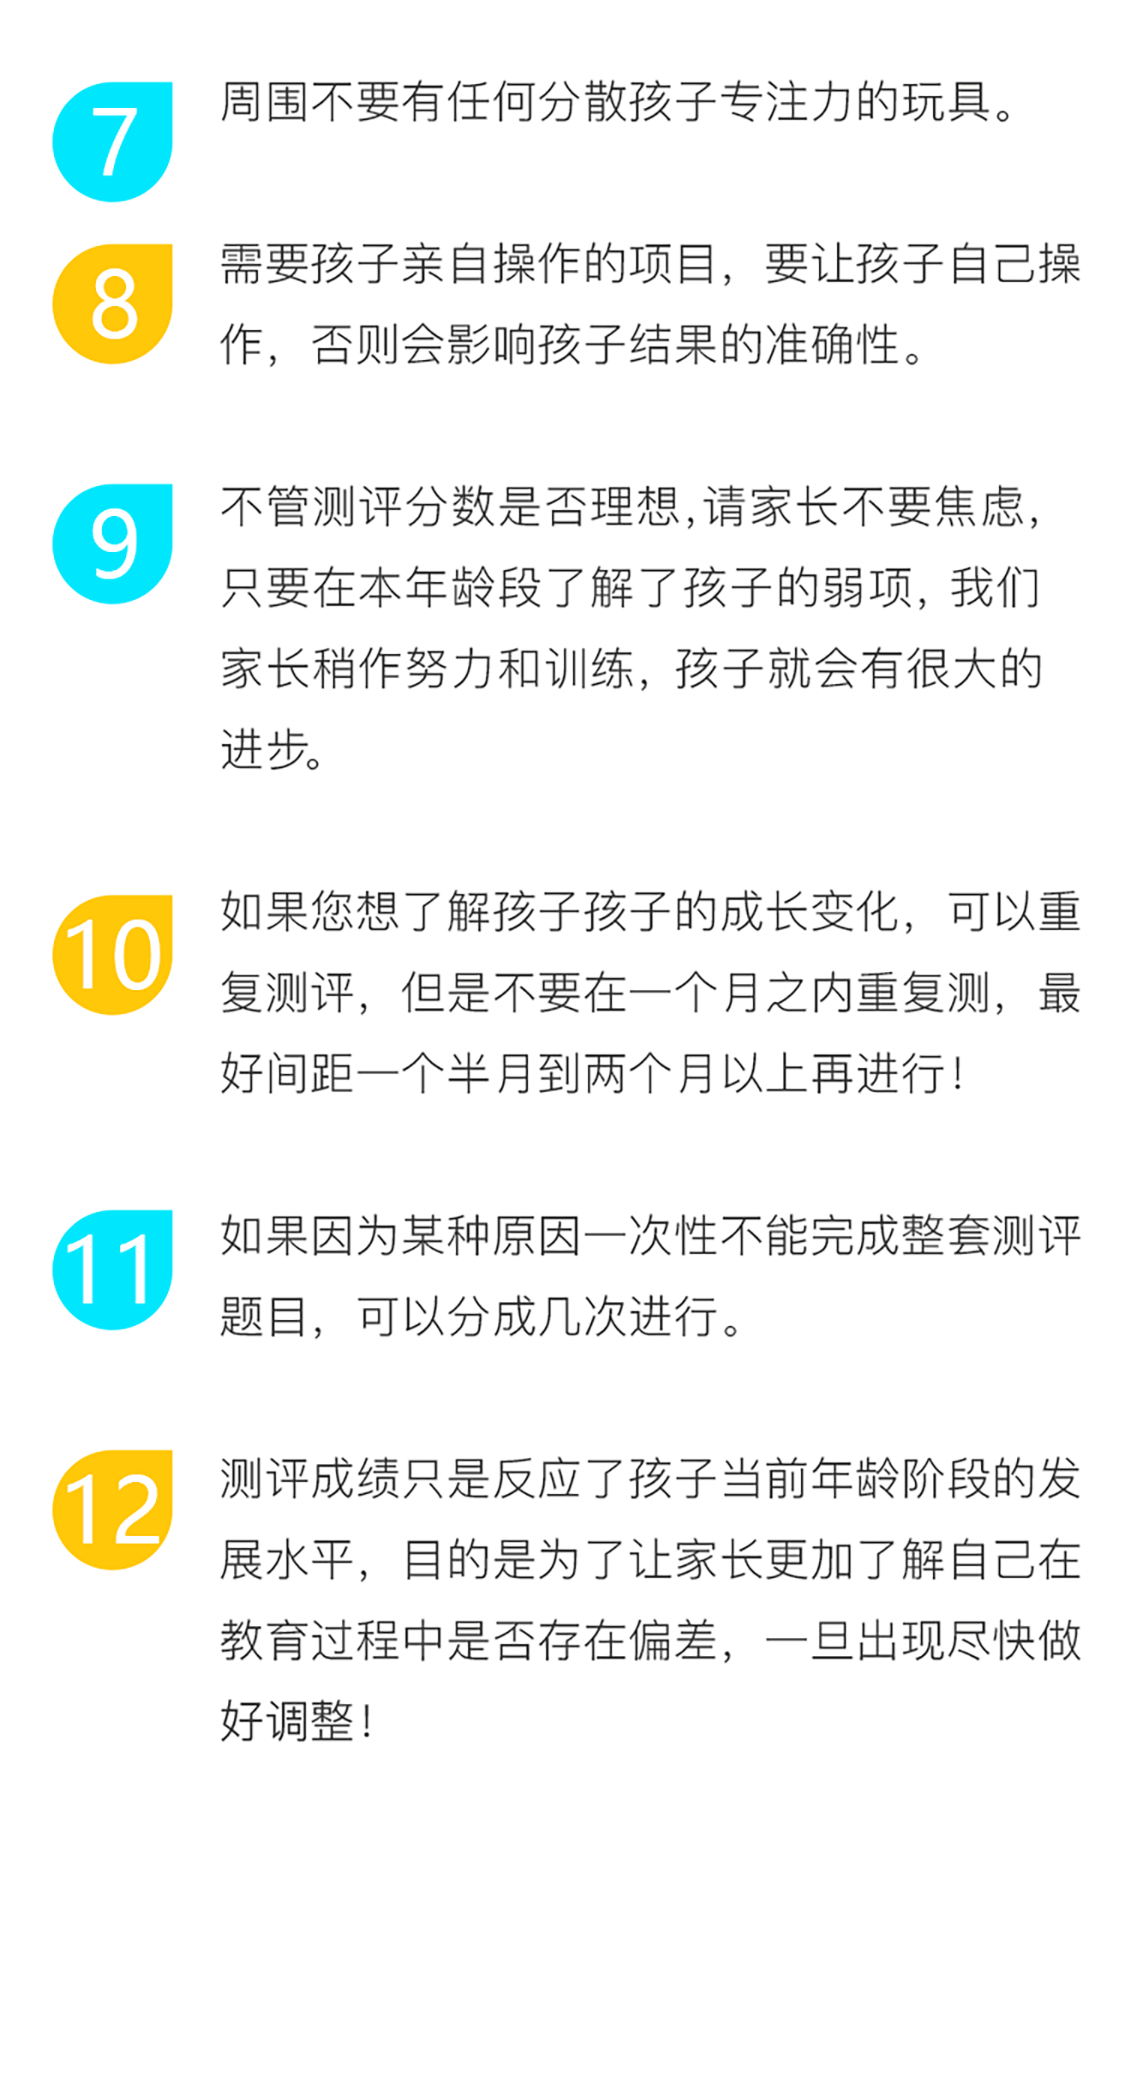 7
周围不要有任何分散孩子专注力的玩具。
8
需要孩子亲自操作的项目，要让孩子自己操
作，否则会影响孩子结果的准确性。
9
不管测评分数是否理想,请家长不要焦虑,
只要在本年龄段了解了孩子的弱项, 我们
家长稍作努力和训练, 孩子就会有很大的
进步。
10
如果您想了解孩子孩子的成长变化，可以重
复测评，但是不要在一个月之内重复测，最
好间距一个半月到两个月以上再进行！
11
如果因为某种原因一次性不能完成整套测评
题目，可以分成几次进行。
12
测评成绩只是反应了孩子当前年龄阶段的发
展水平，目的是为了让家长更加了解自己在
教育过程中是否存在偏差，一旦出现尽快做
好调整！